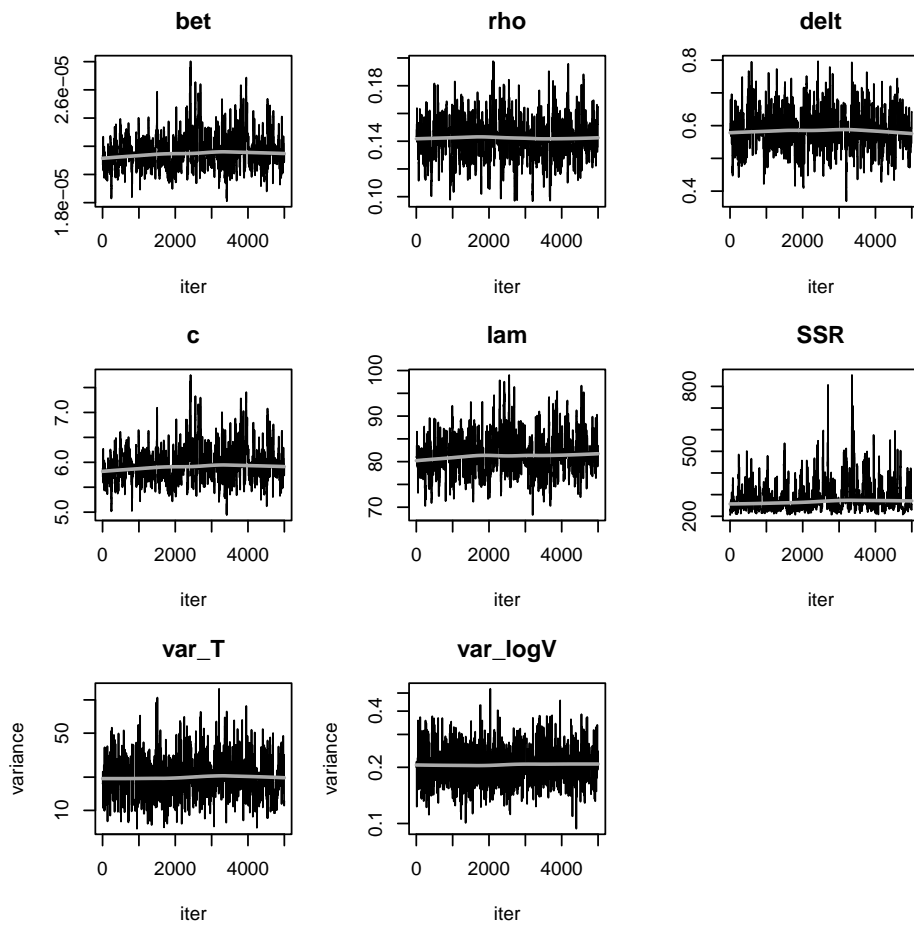 bet
rho
delt
1.8e−05
2.6e−05
0.10
0.14
0.18
0.4
0.6
0.8
0
2000
4000
0
2000
4000
0
2000
4000
iter
iter
iter
c
lam
SSR
5.0
6.0
7.0
70
80
90
100
200
500
800
0
2000
4000
0
2000
4000
0
2000
4000
iter
iter
iter
var_T
var_logV
variance
10
50
variance
0.1
0.2
0.4
0
2000
4000
0
2000
4000
iter
iter